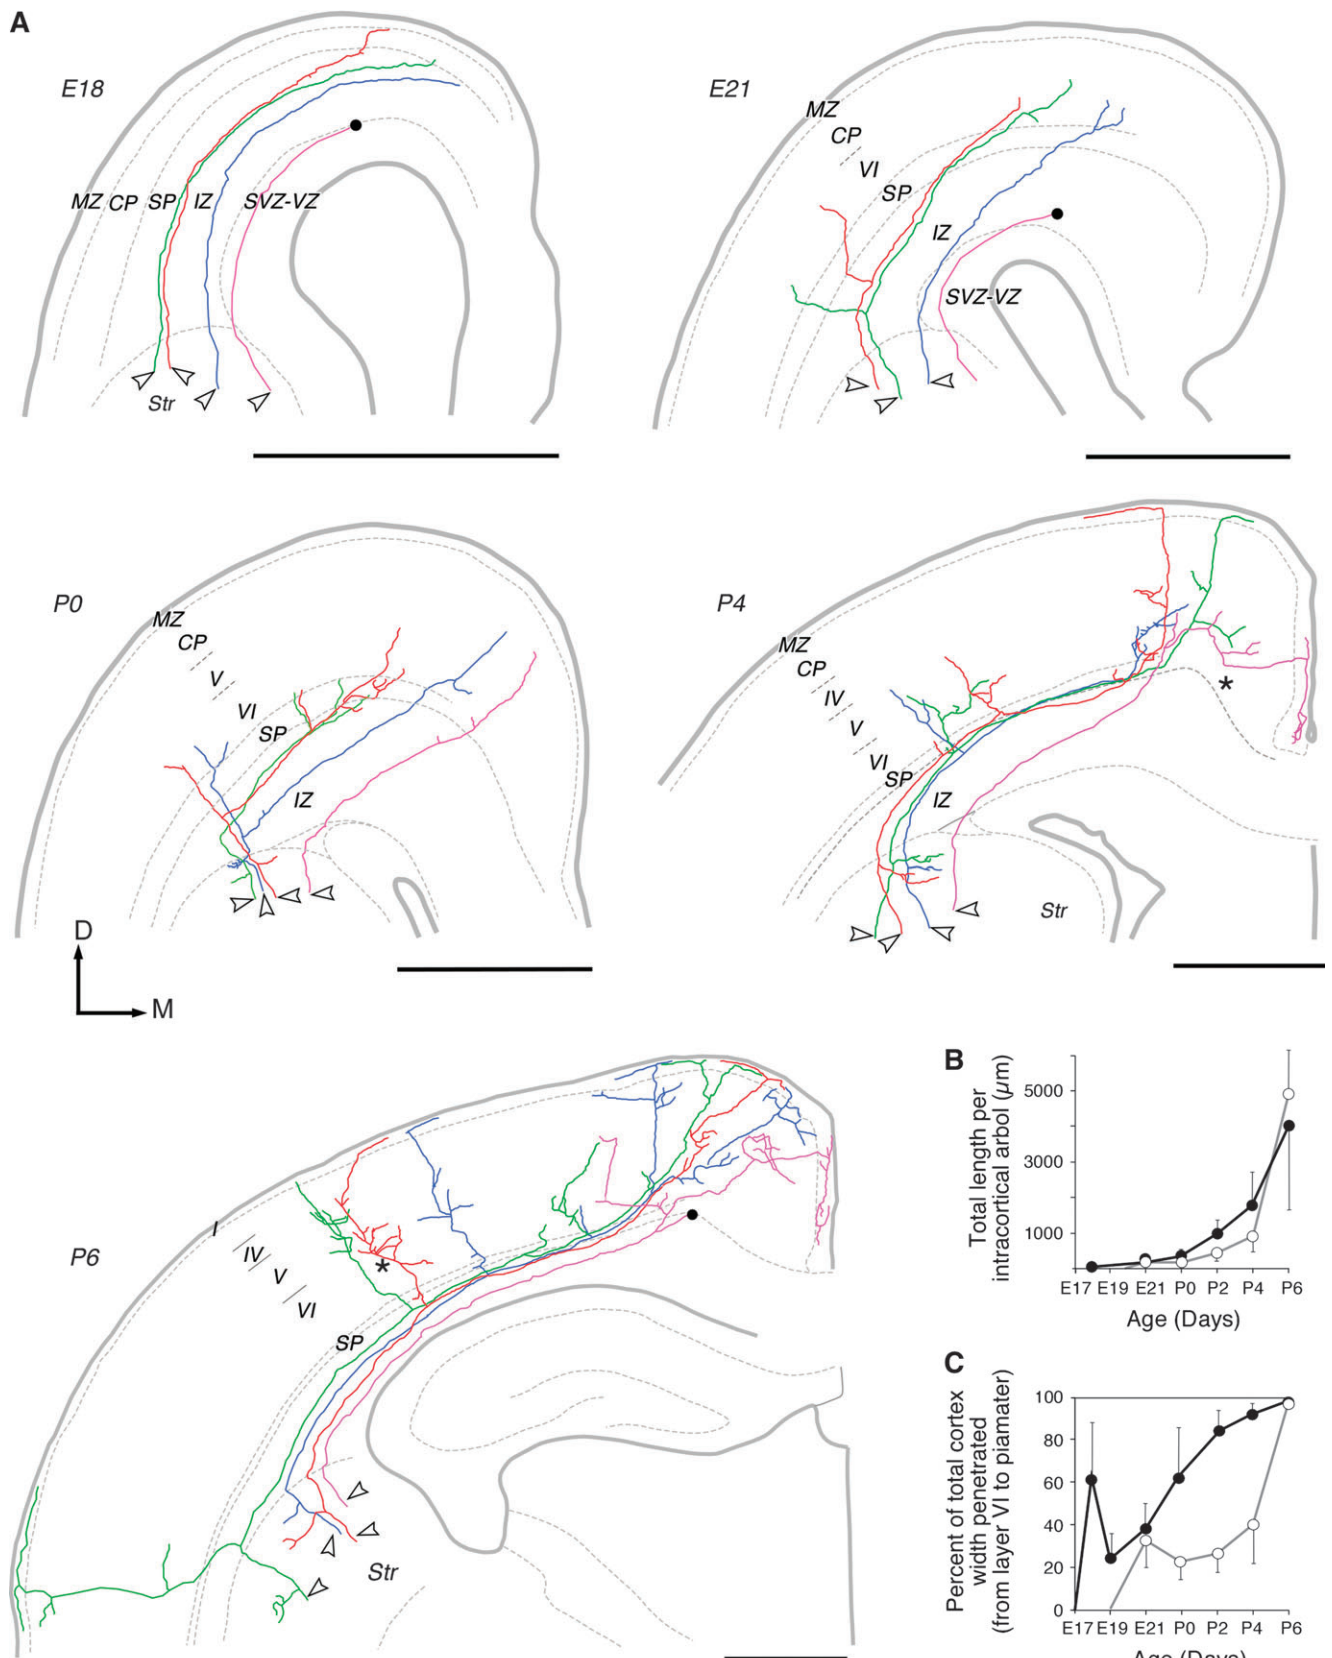 A
E18
MZ CP SP IZ SVZ-VZ
Str
E21
MZ
CP
VI
SP
IZ
SVZ-VZ
P0
MZ
CP
V
VI
SP
IZ
P4
MZ
CP
IV
V
VI
SP
IZ
*
Str
D
M
P6
I
IV
V
VI
*
SP
Str
B
Total length per
intracortical arbol (µm)
5000
3000
1000
E17 E19 E21 P0 P2 P4 P6
Age (Days)
C
Percent of total cortex
width penetrated
(from layer VI to piamater)
100
80
60
40
20
0
E17 E19 E21 P0 P2 P4 P6
Age (Days)